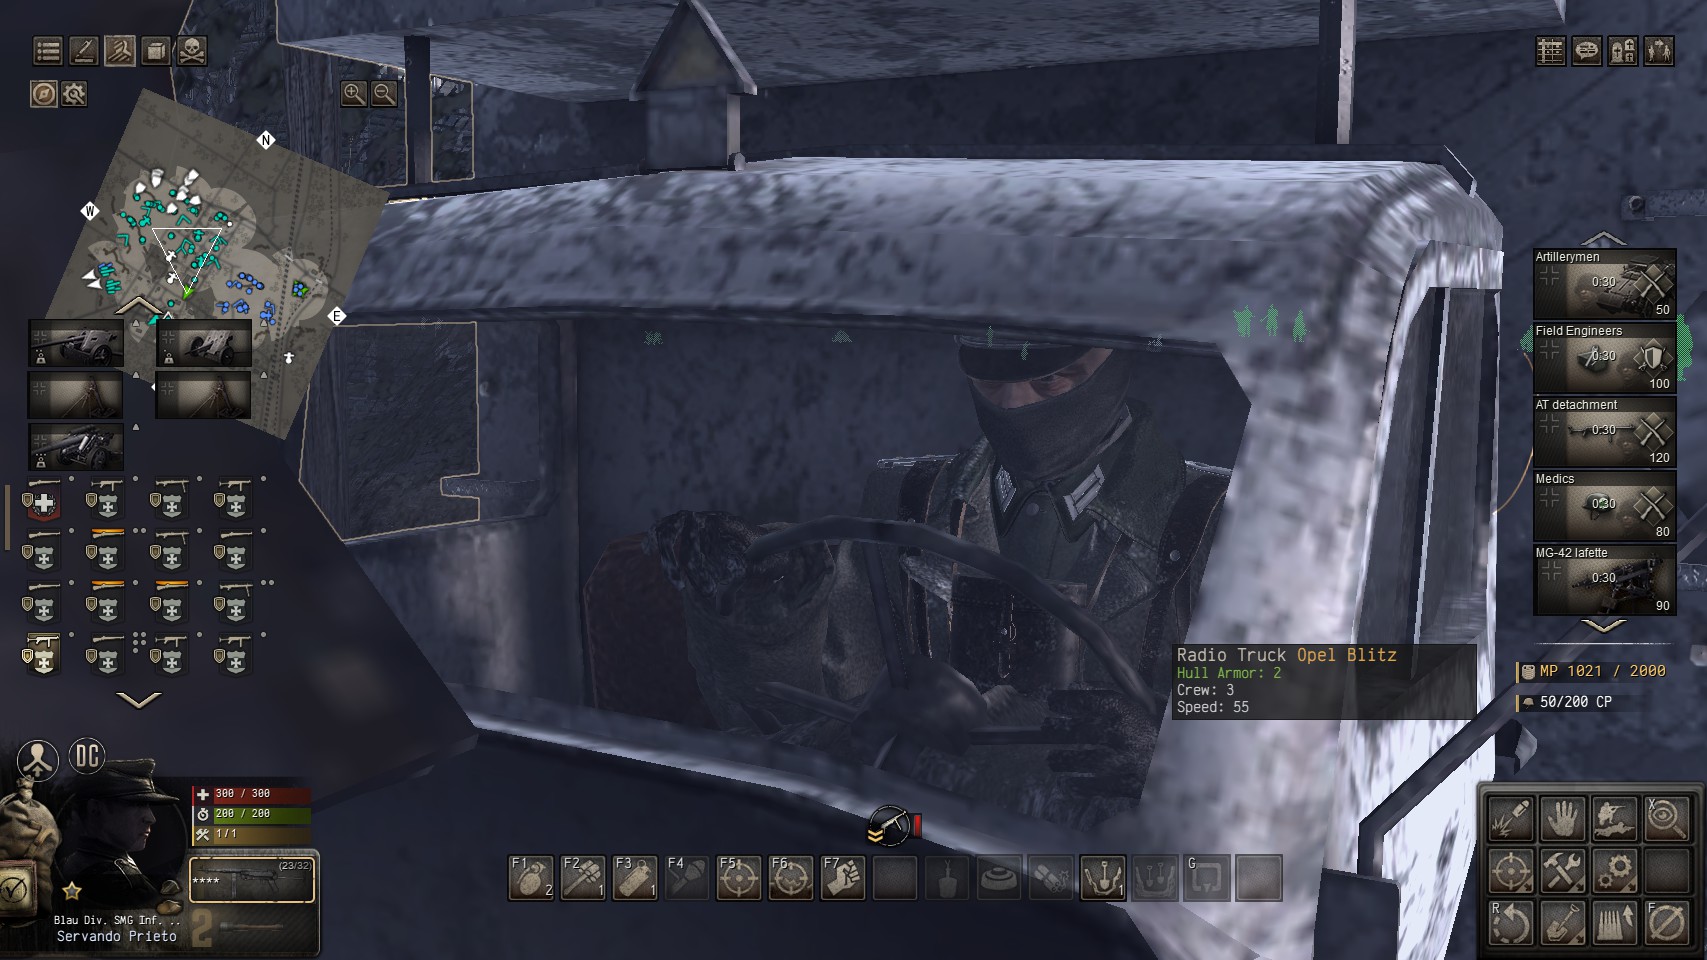 N
W
E
Artillerymen
0:30
50
Field Engineers
0:30
100
AT detachment
0:30
120
Medics
0:30
80
MG-42 lafette
0:30
90
Radio Truck Opel Blitz
Hull Armor: 2
Crew: 3
Speed: 55
MP 1021 / 2000
50/200 CP
DC
300 / 300
200 / 200
1/1
(23/32)
****
2
Blau Div. SMG Inf. ..
Servando Prieto
F1 F2 F3 F4 F5 F6 F7 G
2 1 1 1
X
R F